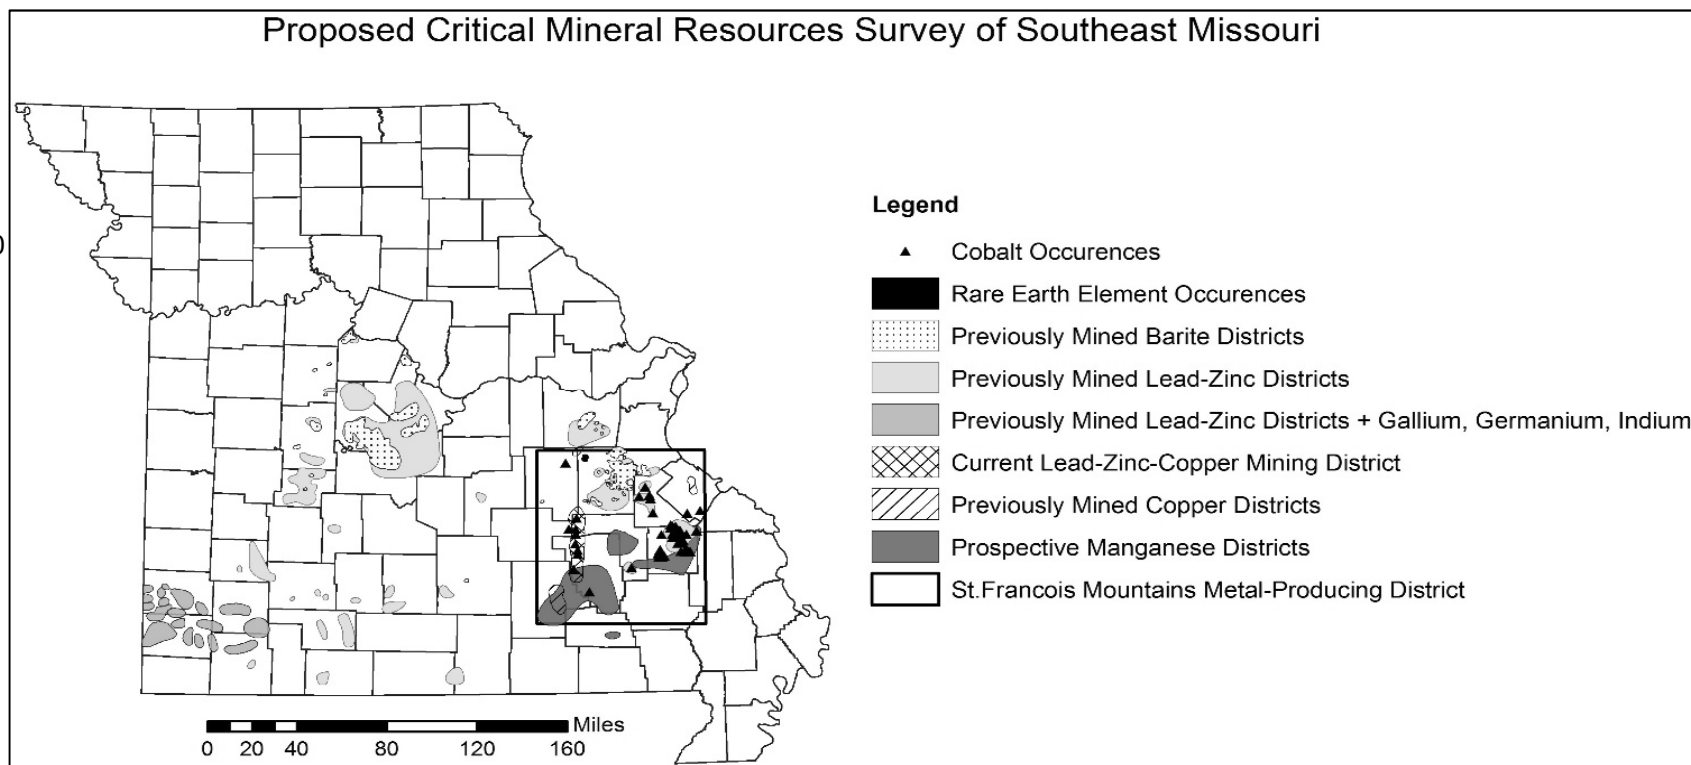 Proposed Critical Mineral Resources Survey of Southeast Missouri
Legend
Cobalt Occurences
Rare Earth Element Occurences
Previously Mined Barite Districts
Previously Mined Lead-Zinc Districts
Previously Mined Lead-Zinc Districts + Gallium, Germanium, Indium
Current Lead-Zinc-Copper Mining District
Previously Mined Copper Districts
Prospective Manganese Districts
St.Francois Mountains Metal-Producing District
Miles
0 20 40 80 120 160